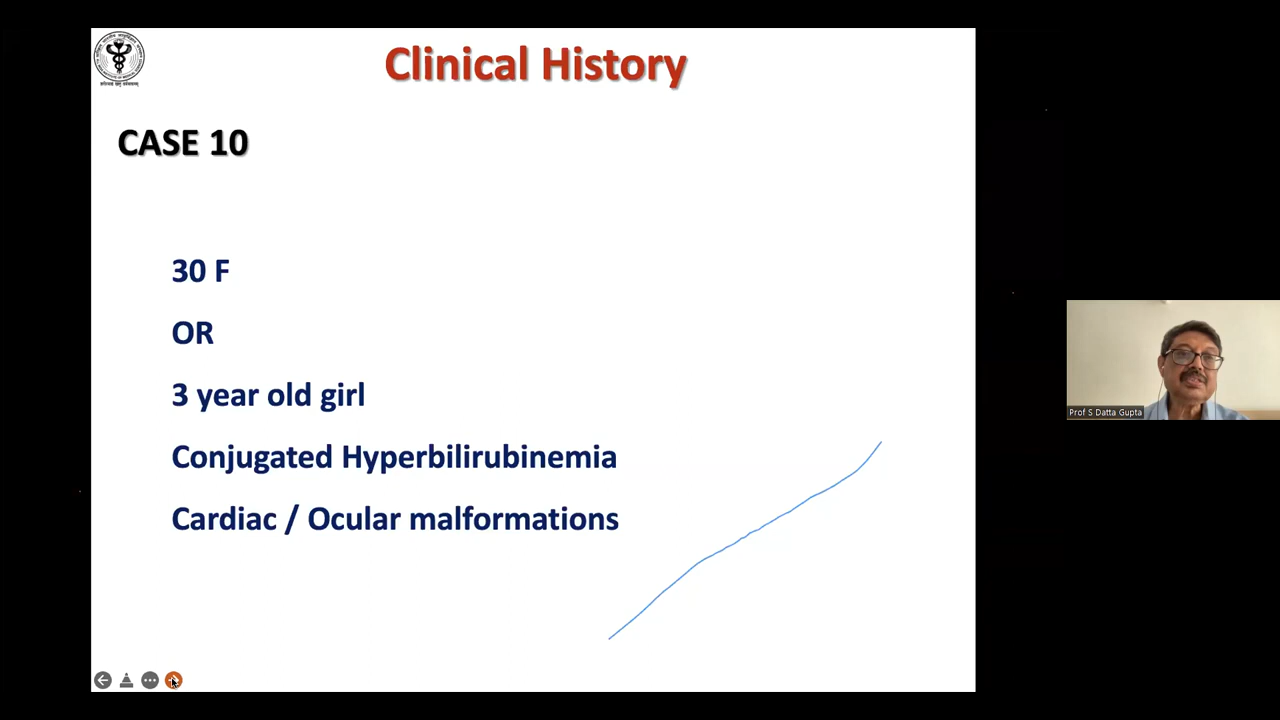 Clinical History
CASE 10
30 F
OR
3 year old girl
Conjugated Hyperbilirubinemia
Cardiac / Ocular malformations
Prof S Datta Gupta